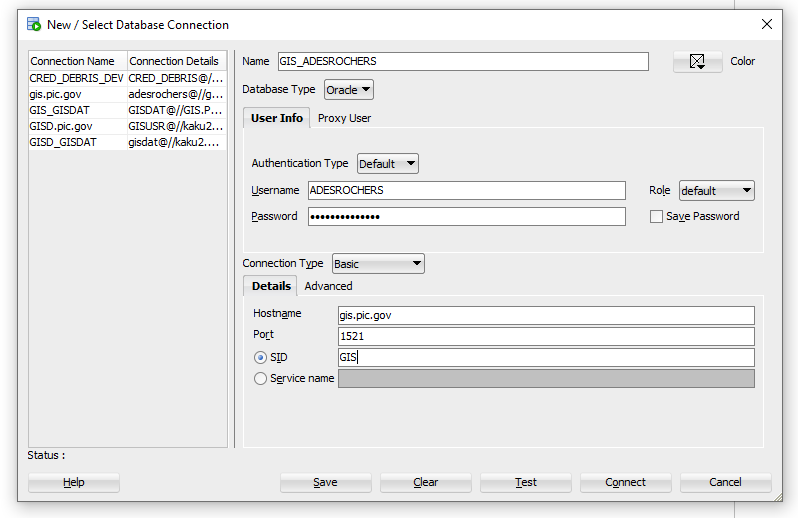 New / Select Database Connection
Connection Name Connection Details
CRED_DEBRIS_DEV CRED_DEBRIS@/...
gis.pic.gov adesrochers@//g...
GIS_GISDAT GISDAT@//GIS.P...
GISD.pic.gov GISUSR@//kaku2....
GISD_GISDAT gisdat@//kaku2....
Name GIS_ADESROCHERS Color
Database Type Oracle
User Info Proxy User
Authentication Type Default
Username ADESROCHERS Role default
Password •••••••••••••• Save Password
Connection Type Basic
Details Advanced
Hostname gis.pic.gov
Port 1521
SID GIS
Service name
Status :
Help Save Clear Test Connect Cancel